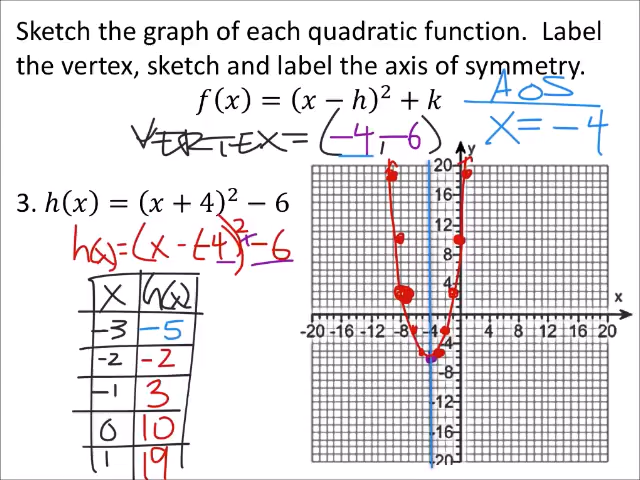 Sketch the graph of each quadratic function. Label
the vertex, sketch and label the axis of symmetry.
f(x) = (x − h)² + k
AOS
X = -4
VERTEX = (-4, -6)
3. h(x) = (x + 4)² − 6
h(x) = (x - (-4))² + -6
x h(x)
-3 -5
-2 -2
-1 3
0 10
1 19
y
20
16
12
8
4
x
-20 -16 -12 -8 -4 4 8 12 16 20
-4
-8
-12
-16
-20